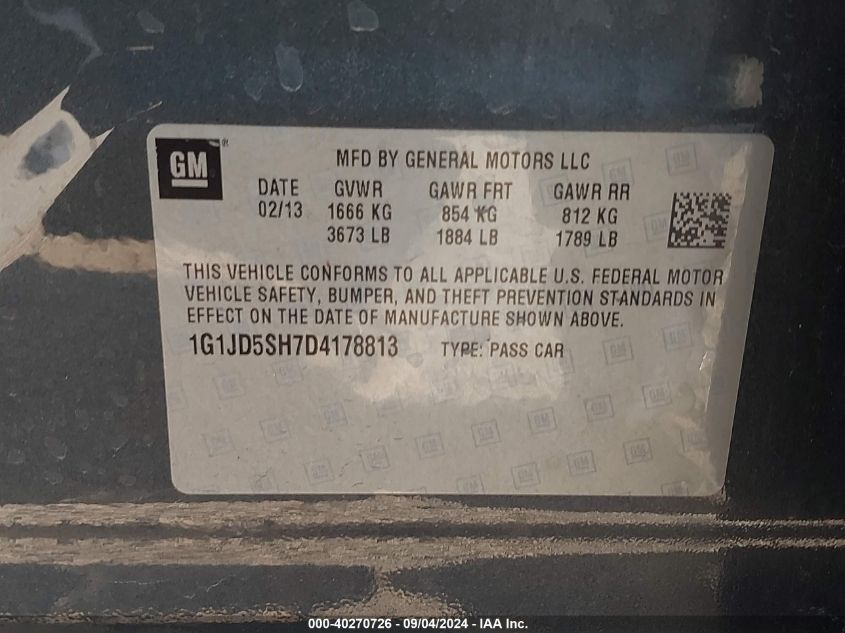 GM ®
MFD BY GENERAL MOTORS LLC
DATE GVWR GAWR FRT GAWR RR
02/13 1666 KG 854 KG 812 KG
3673 LB 1884 LB 1789 LB
THIS VEHICLE CONFORMS TO ALL APPLICABLE U.S. FEDERAL MOTOR
VEHICLE SAFETY, BUMPER, AND THEFT PREVENTION STANDARDS IN
EFFECT ON THE DATE OF MANUFACTURE SHOWN ABOVE.
1G1JD5SH7D4178813 TYPE: PASS CAR
000-40270726 - 09/04/2024 - IAA Inc.